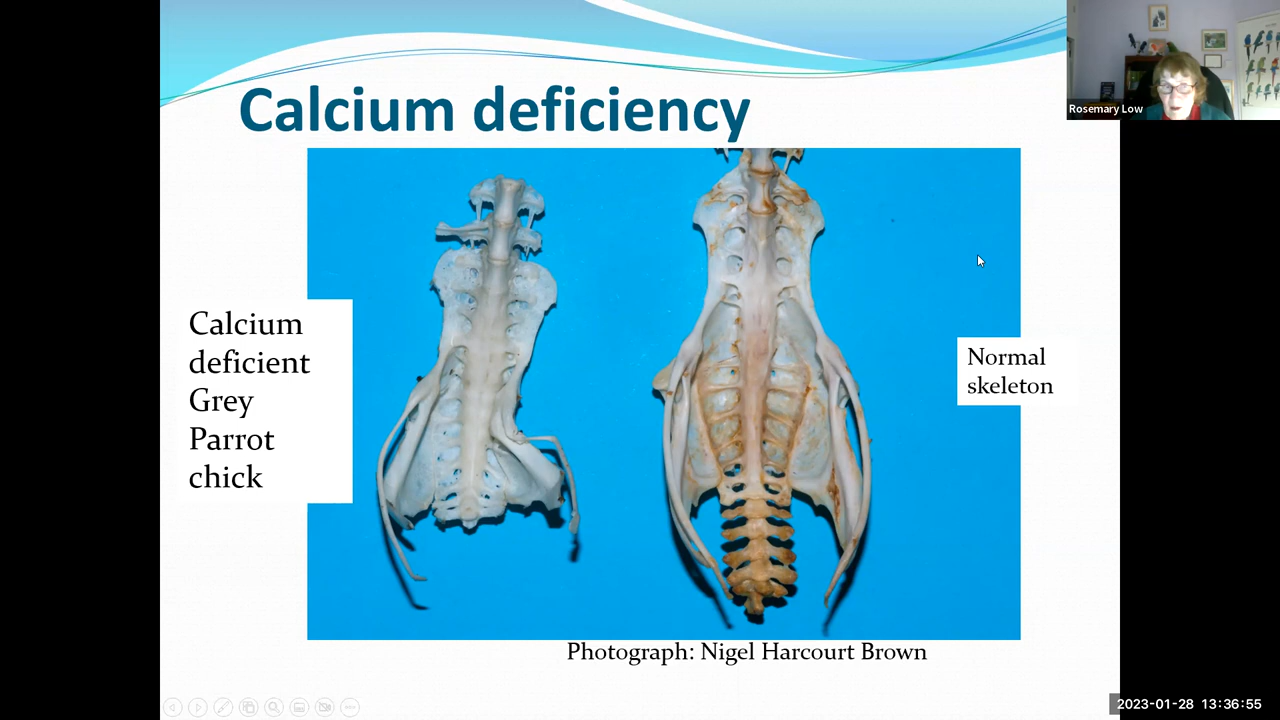 Calcium deficiency
Rosemary Low
Calcium
deficient
Grey
Parrot
chick
Normal
skeleton
Photograph: Nigel Harcourt Brown
2023-01-28 13:36:55